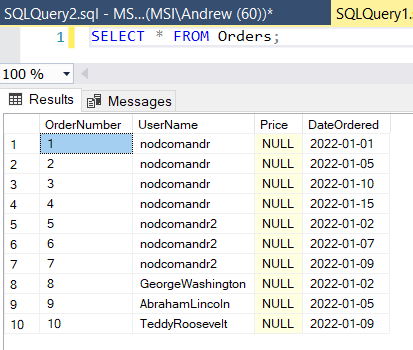 SQLQuery2.sql - MS...(MSI\Andrew (60))* SQLQuery1.
1 SELECT * FROM Orders;
100 %
Results Messages
OrderNumber UserName Price DateOrdered
1 1 nodcomandr NULL 2022-01-01
2 2 nodcomandr NULL 2022-01-05
3 3 nodcomandr NULL 2022-01-10
4 4 nodcomandr NULL 2022-01-15
5 5 nodcomandr2 NULL 2022-01-02
6 6 nodcomandr2 NULL 2022-01-07
7 7 nodcomandr2 NULL 2022-01-09
8 8 GeorgeWashington NULL 2022-01-02
9 9 AbrahamLincoln NULL 2022-01-05
10 10 TeddyRoosevelt NULL 2022-01-09